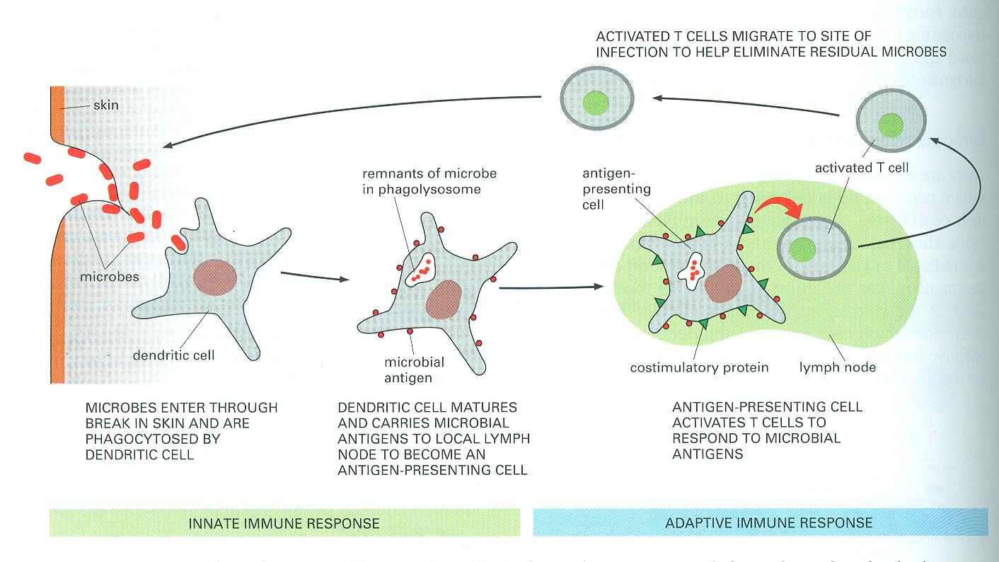 ACTIVATED T CELLS MIGRATE TO SITE OF
INFECTION TO HELP ELIMINATE RESIDUAL MICROBES
skin
remnants of microbe
in phagolysosome
antigen-
presenting
cell
activated T cell
microbes
dendritic cell
microbial
antigen
costimulatory protein
lymph node
MICROBES ENTER THROUGH
BREAK IN SKIN AND ARE
PHAGOCYTOSED BY
DENDRITIC CELL
DENDRITIC CELL MATURES
AND CARRIES MICROBIAL
ANTIGENS TO LOCAL LYMPH
NODE TO BECOME AN
ANTIGEN-PRESENTING CELL
ANTIGEN-PRESENTING CELL
ACTIVATES T CELLS TO
RESPOND TO MICROBIAL
ANTIGENS
INNATE IMMUNE RESPONSE
ADAPTIVE IMMUNE RESPONSE